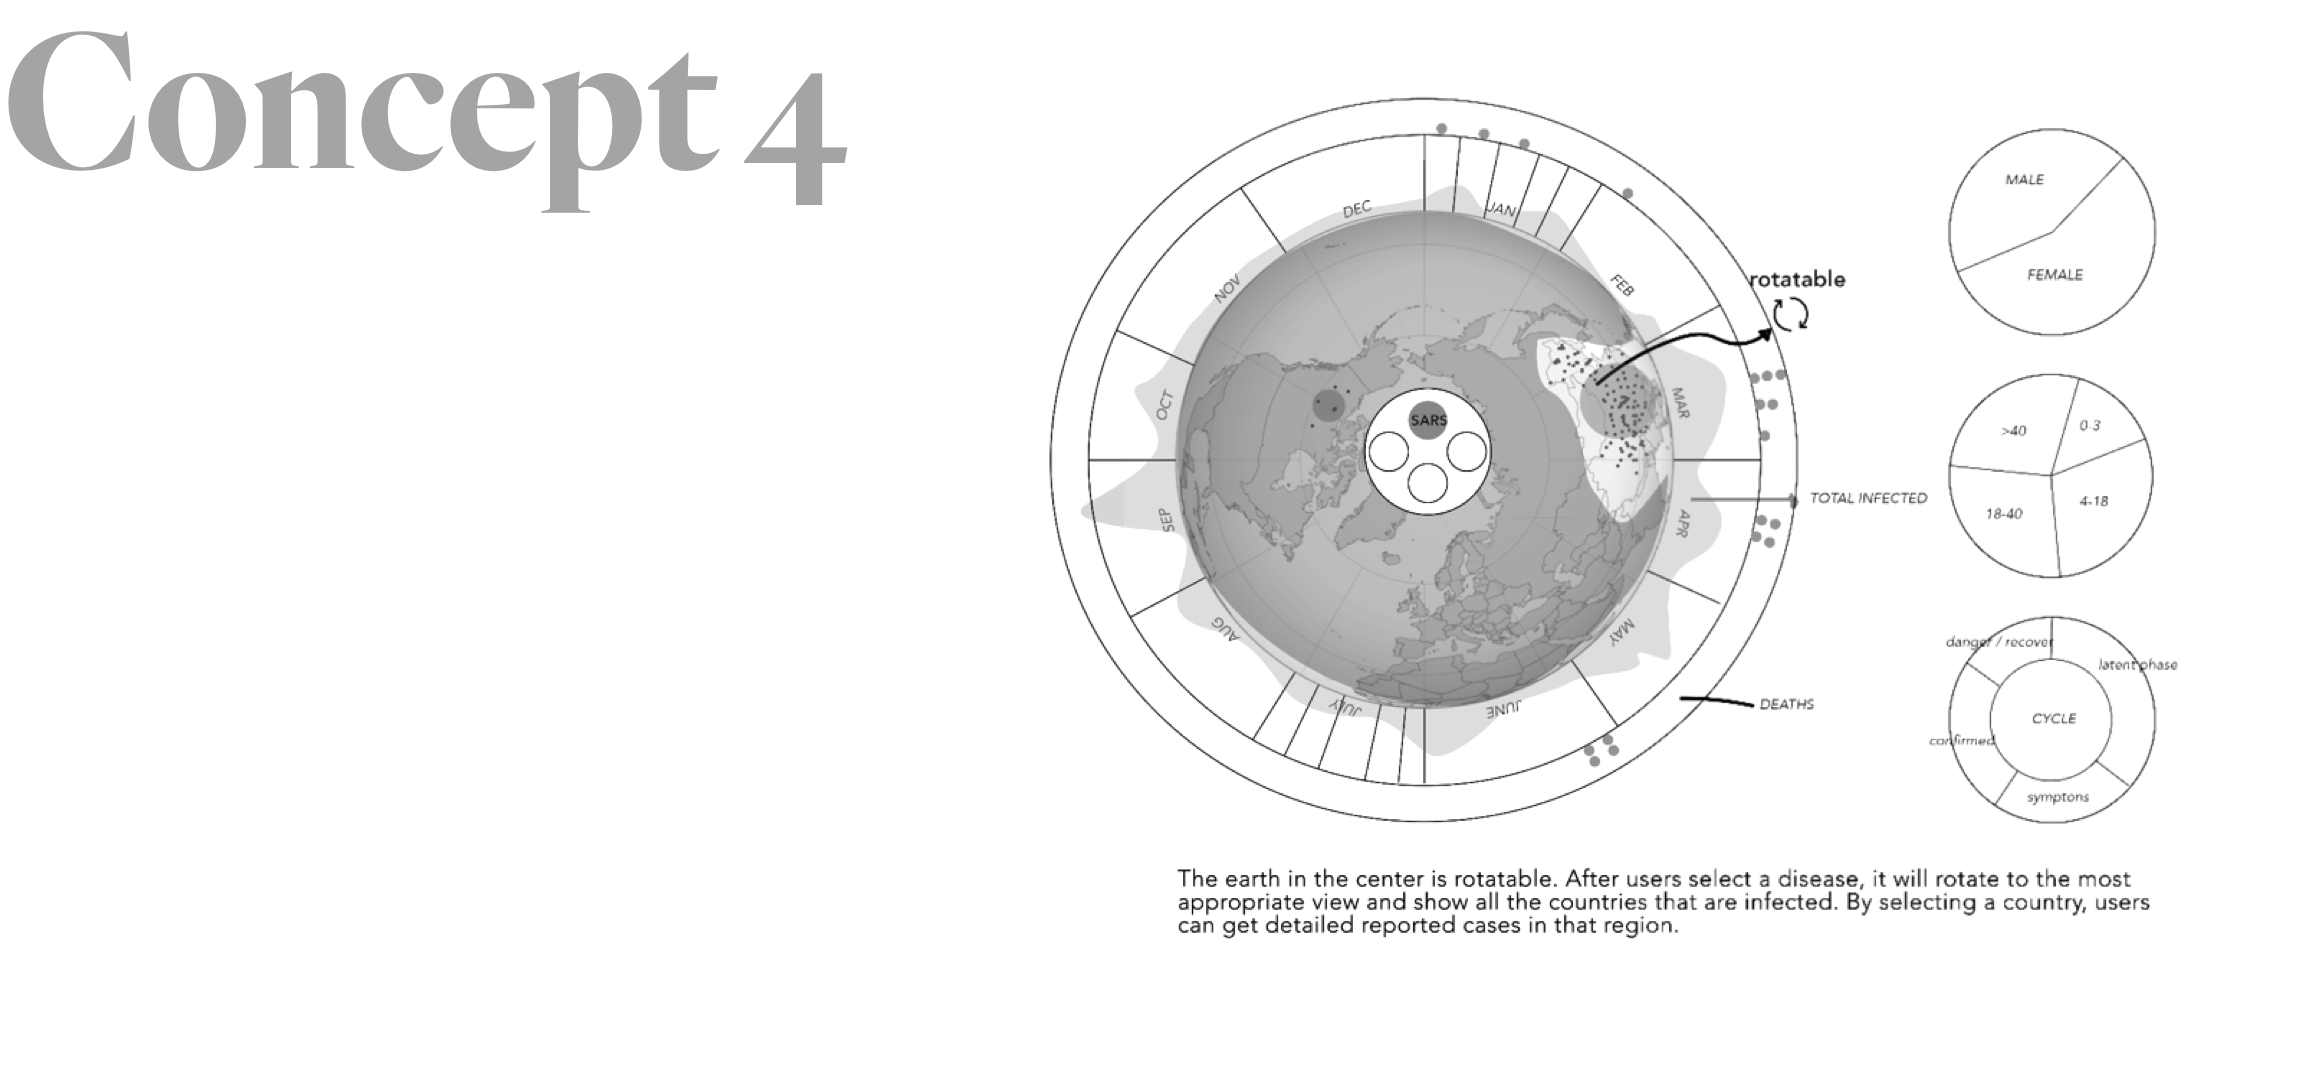 Concept 4
DEC
JAN
NOV
FEB
rotatable
OCT
MAR
SARS
SEP
APR
TOTAL INFECTED
AUG
MAY
JULY
JUNE
DEATHS
MALE
FEMALE
>40
0-3
18-40
4-18
danger / recover
latent phase
CYCLE
confirmed
symptons
The earth in the center is rotatable. After users select a disease, it will rotate to the most
appropriate view and show all the countries that are infected. By selecting a country, users
can get detailed reported cases in that region.